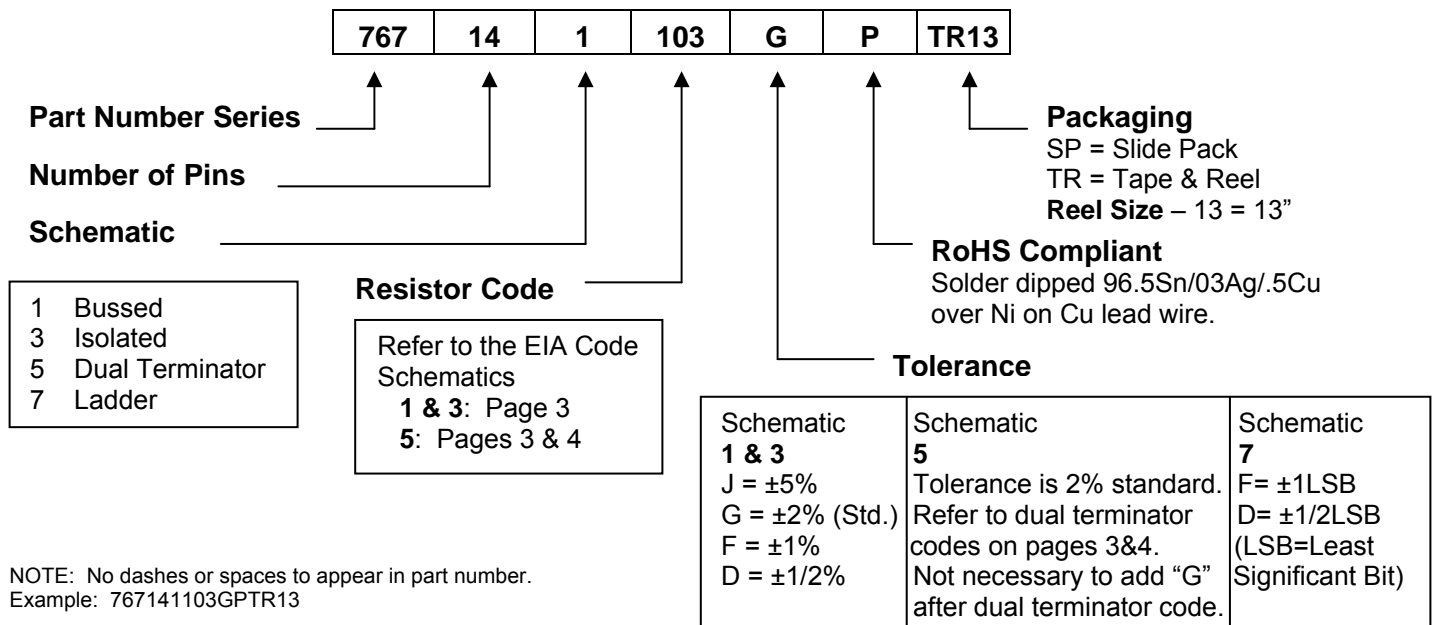 767 14 1 103 G P TR13
Part Number Series
Number of Pins
Schematic
1 Bussed
3 Isolated
5 Dual Terminator
7 Ladder
Resistor Code
Refer to the EIA Code
Schematics
1 & 3: Page 3
5: Pages 3 & 4
Packaging
SP = Slide Pack
TR = Tape & Reel
Reel Size – 13 = 13”
RoHS Compliant
Solder dipped 96.5Sn/03Ag/.5Cu
over Ni on Cu lead wire.
Tolerance
Schematic
1 & 3
J = ±5%
G = ±2% (Std.)
F = ±1%
D = ±1/2%
Schematic
5
Tolerance is 2% standard.
Refer to dual terminator
codes on pages 3&4.
Not necessary to add “G”
after dual terminator code.
Schematic
7
F= ±1LSB
D= ±1/2LSB
(LSB=Least
Significant Bit)
NOTE: No dashes or spaces to appear in part number.
Example: 767141103GPTR13